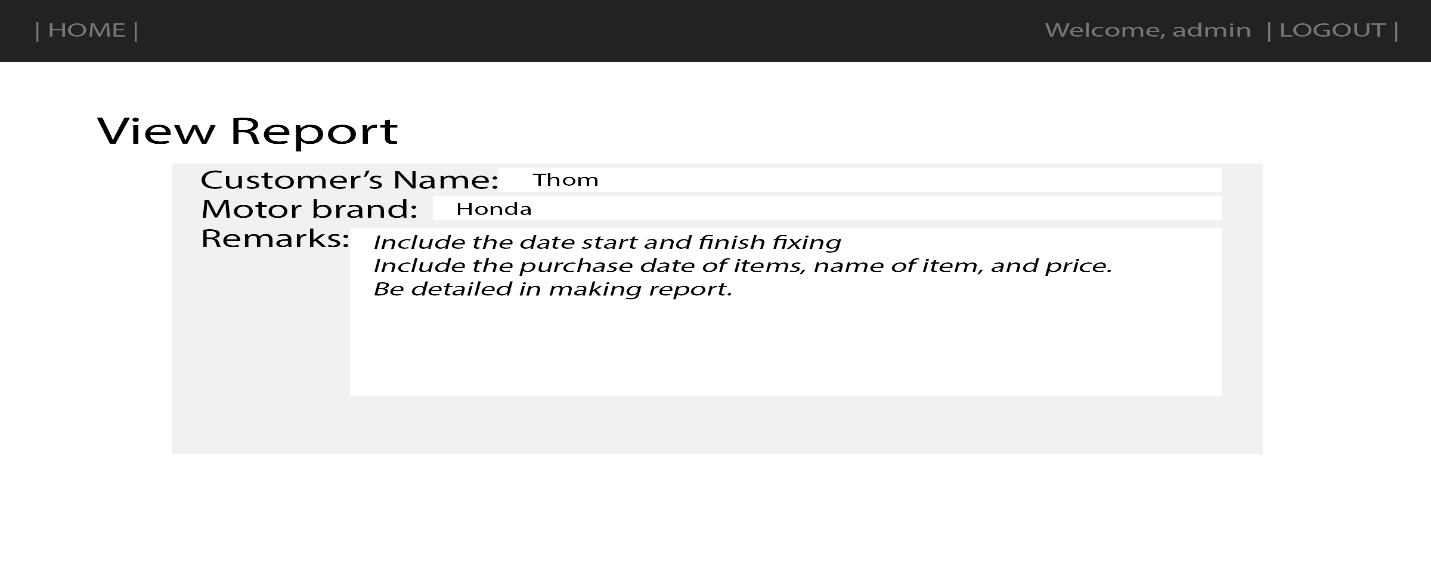 | HOME |
Welcome, admin | LOGOUT |
View Report
Customer’s Name: Thom
Motor brand: Honda
Remarks: Include the date start and finish fixing
Include the purchase date of items, name of item, and price.
Be detailed in making report.